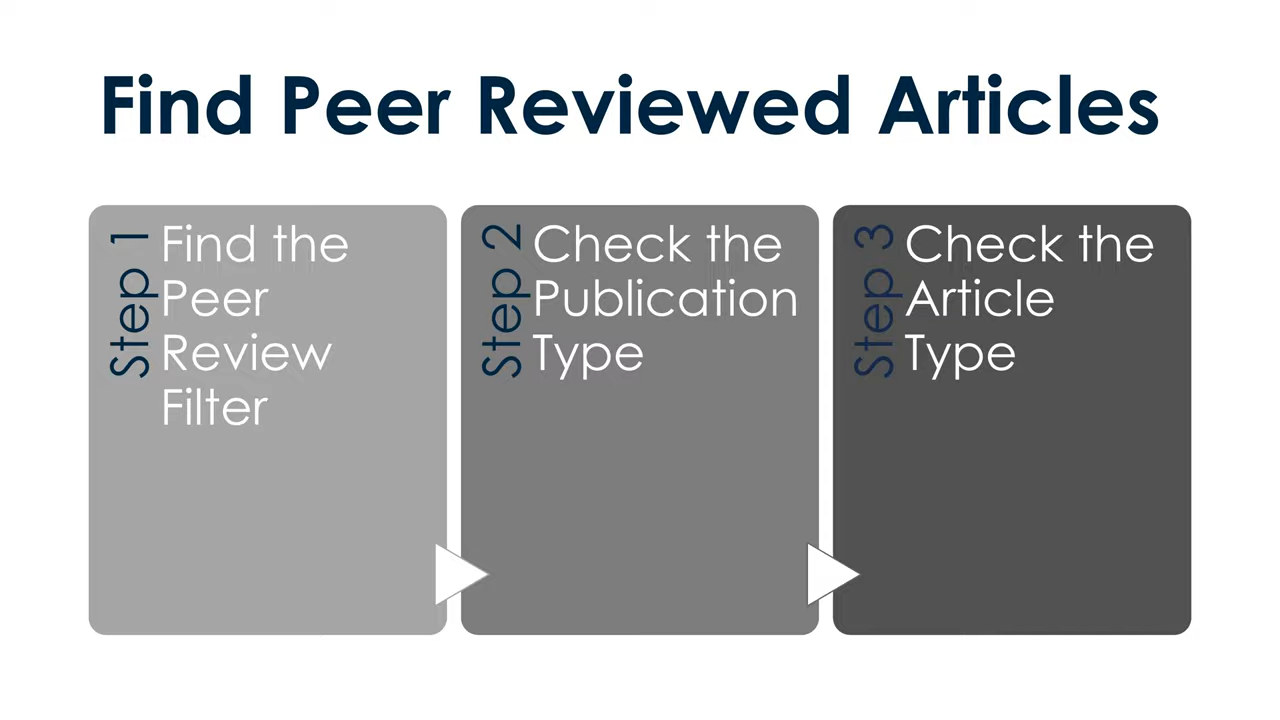 Find Peer Reviewed Articles
Step 1
Find the
Peer
Review
Filter
Step 2
Check the
Publication
Type
Step 3
Check the
Article
Type